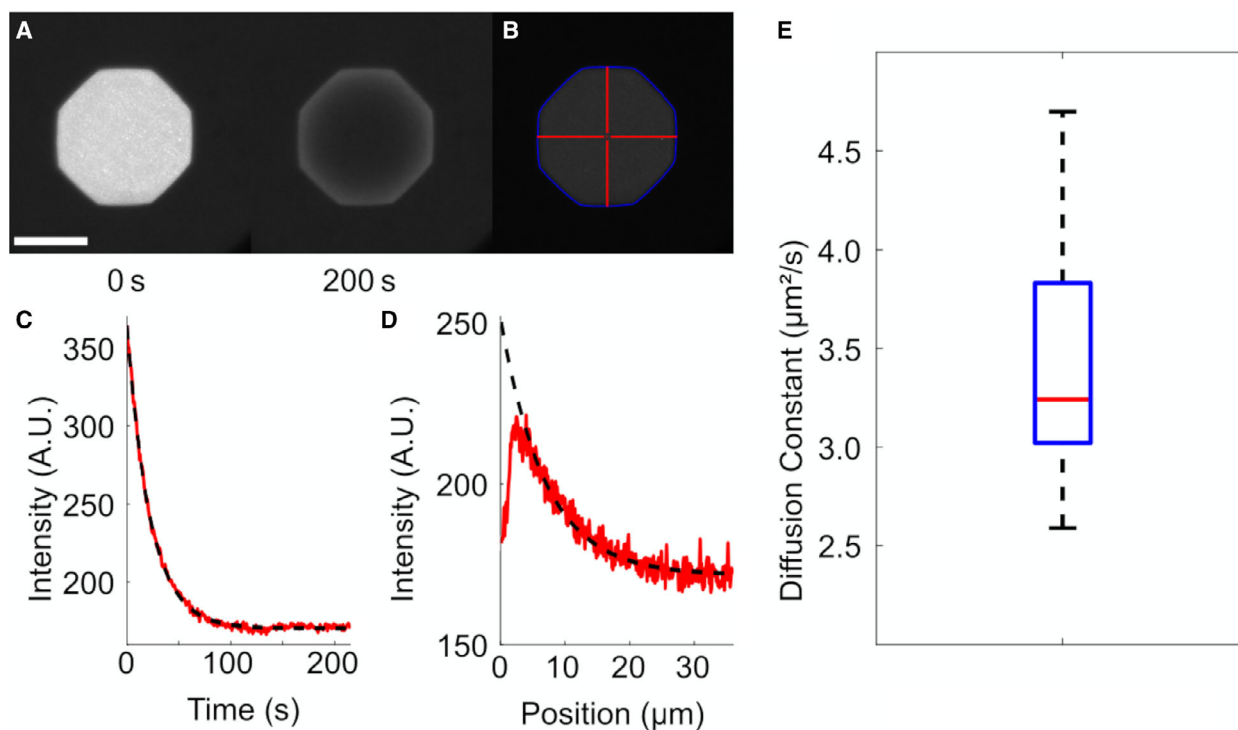 A
B
E
0 s
200 s
C
D
350
300
250
200
Intensity (A.U.)
0
100
200
Time (s)
250
200
150
Intensity (A.U.)
0
10
20
30
Position (µm)
4.5
4.0
3.5
3.0
2.5
Diffusion Constant (µm²/s)